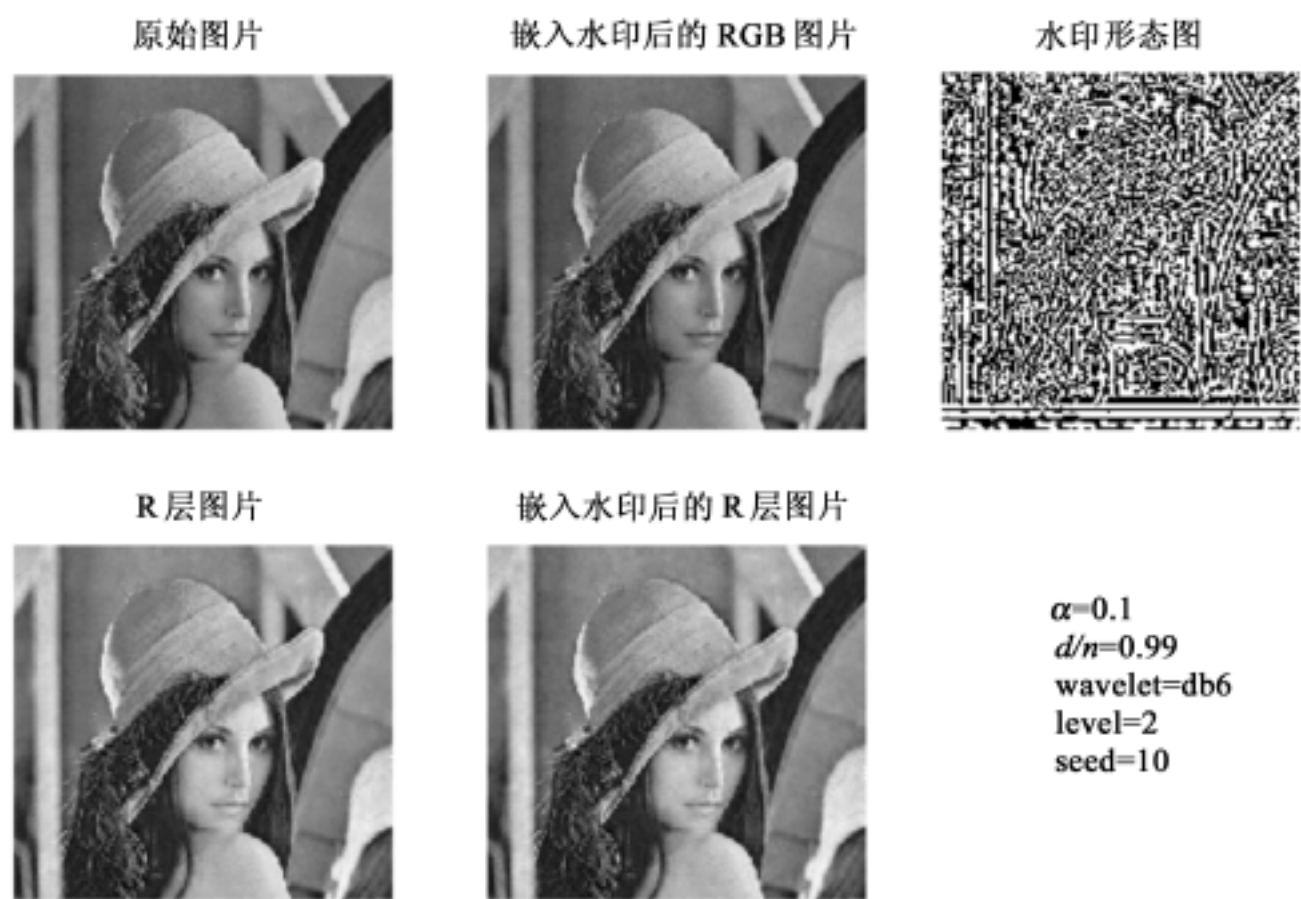 原始图片
嵌入水印后的 RGB 图片
水印形态图
R 层图片
嵌入水印后的 R 层图片
α=0.1
d/n=0.99
wavelet=db6
level=2
seed=10